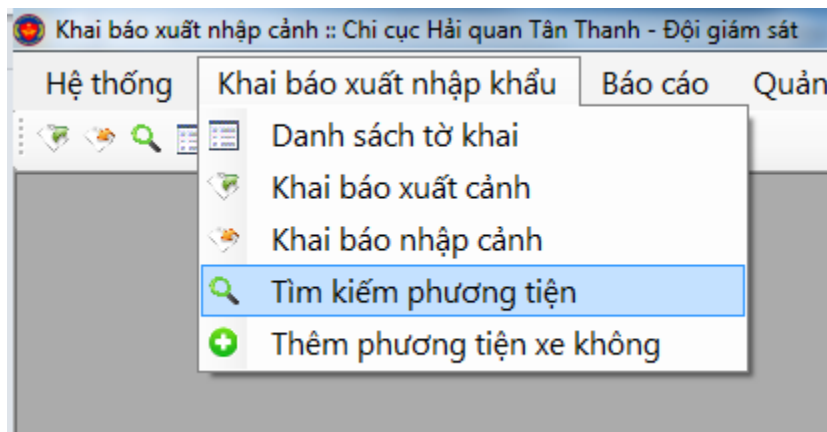 Khai báo xuất nhập cảnh :: Chi cục Hải quan Tân Thanh - Đội giám sát
Hệ thống Khai báo xuất nhập khẩu Báo cáo Quản
Danh sách tờ khai
Khai báo xuất cảnh
Khai báo nhập cảnh
Tìm kiếm phương tiện
Thêm phương tiện xe không